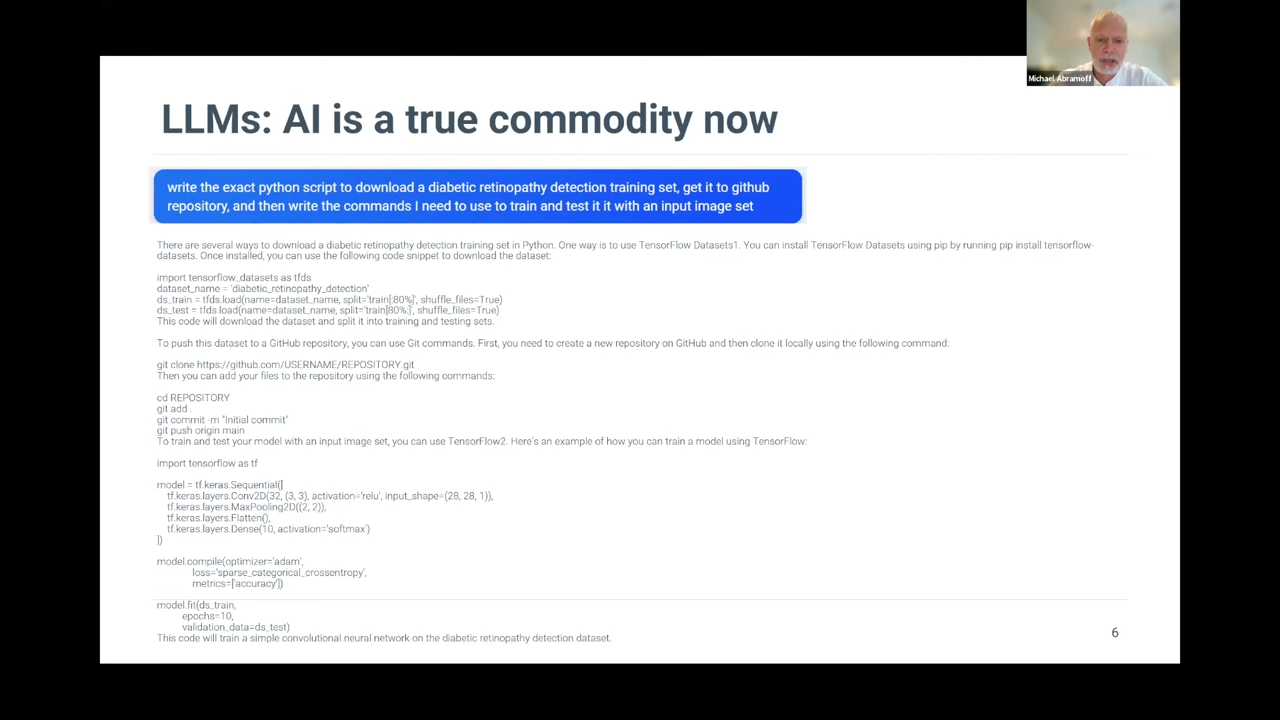 Michael Abramoff
LLMs: AI is a true commodity now
write the exact python script to download a diabetic retinopathy detection training set, get it to github
repository, and then write the commands I need to use to train and test it it with an input image set
There are several ways to download a diabetic retinopathy detection training set in Python. One way is to use TensorFlow Datasets1. You can install TensorFlow Datasets using pip by running pip install tensorflow-
datasets. Once installed, you can use the following code snippet to download the dataset:
import tensorflow_datasets as tfds
dataset_name = 'diabetic_retinopathy_detection'
ds_train = tfds.load(name=dataset_name, split='train[:80%]', shuffle_files=True)
ds_test = tfds.load(name=dataset_name, split='train[80%:]', shuffle_files=True)
This code will download the dataset and split it into training and testing sets.
To push this dataset to a GitHub repository, you can use Git commands. First, you need to create a new repository on GitHub and then clone it locally using the following command:
git clone https://github.com/USERNAME/REPOSITORY.git
Then you can add your files to the repository using the following commands:
cd REPOSITORY
git add .
git commit -m "Initial commit"
git push origin main
To train and test your model with an input image set, you can use TensorFlow2. Here's an example of how you can train a model using TensorFlow:
import tensorflow as tf
model = tf.keras.Sequential([
tf.keras.layers.Conv2D(32, (3, 3), activation='relu', input_shape=(28, 28, 1)),
tf.keras.layers.MaxPooling2D((2, 2)),
tf.keras.layers.Flatten(),
tf.keras.layers.Dense(10, activation='softmax')
])
model.compile(optimizer='adam',
loss='sparse_categorical_crossentropy',
metrics=['accuracy'])
model.fit(ds_train,
epochs=10,
validation_data=ds_test)
This code will train a simple convolutional neural network on the diabetic retinopathy detection dataset.
6